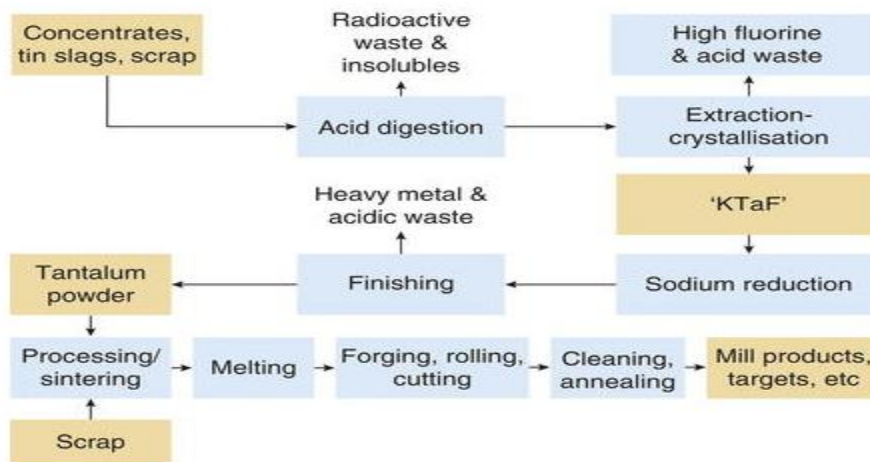 Concentrates,
tin slags, scrap
Radioactive
waste &
insolubles
High fluorine
& acid waste
Acid digestion
Extraction-
crystallisation
Heavy metal &
acidic waste
'KTaF'
Tantalum
powder
Finishing
Sodium reduction
Processing/
sintering
Melting
Forging, rolling,
cutting
Cleaning,
annealing
Mill products,
targets, etc
Scrap